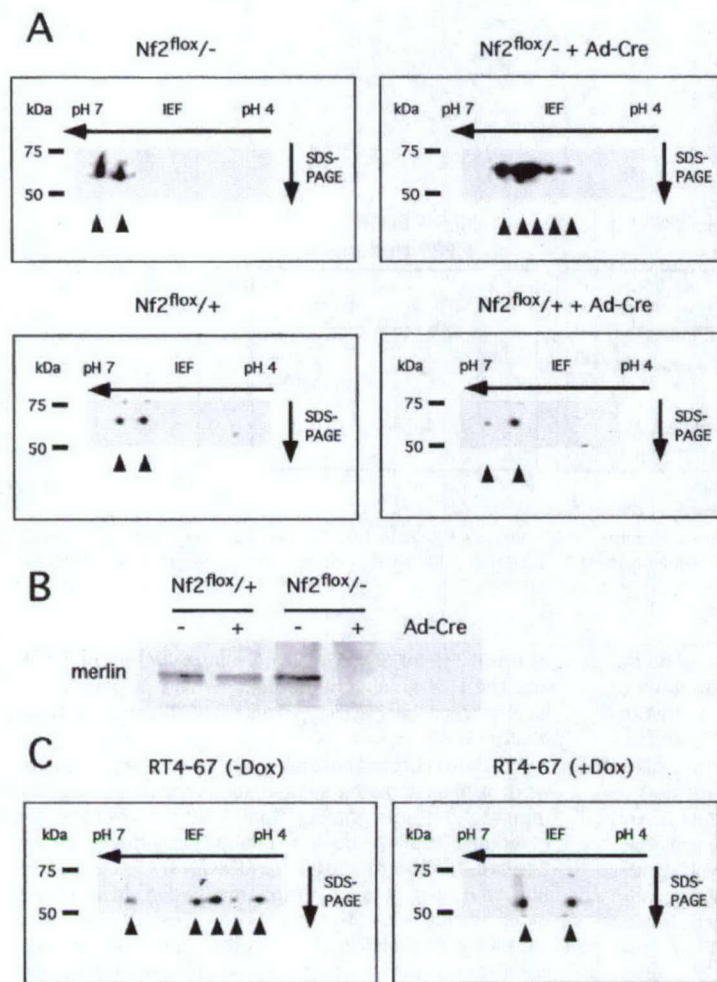 A
Nf2flox/-
Nf2flox/- + Ad-Cre
kDa pH 7 IEF pH 4
75
50
SDS-
PAGE
kDa pH 7 IEF pH 4
75
50
SDS-
PAGE
Nf2flox/+
Nf2flox/+ + Ad-Cre
kDa pH 7 IEF pH 4
75
50
SDS-
PAGE
kDa pH 7 IEF pH 4
75
50
SDS-
PAGE
B
Nf2flox/+ Nf2flox/-
- + - + Ad-Cre
merlin
C
RT4-67 (-Dox)
RT4-67 (+Dox)
kDa pH 7 IEF pH 4
75
50
SDS-
PAGE
kDa pH 7 IEF pH 4
75
50
SDS-
PAGE